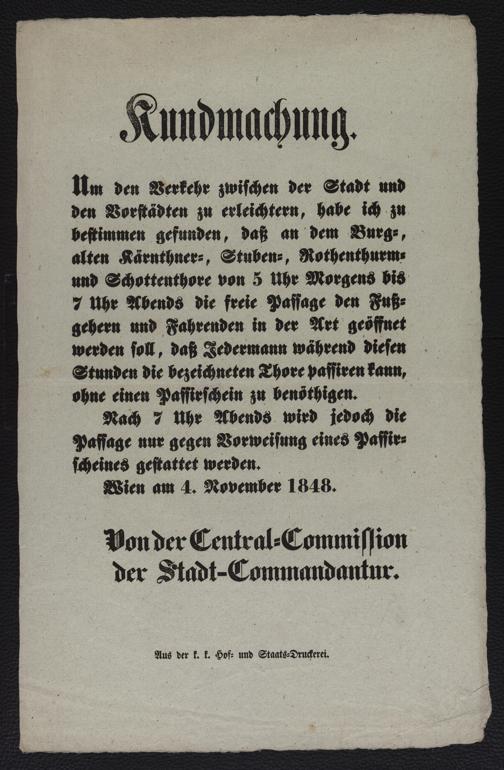 Kundmachung.
Um den Verkehr zwischen der Stadt und
den Vorstädten zu erleichtern, habe ich zu
bestimmen gefunden, daß an dem Burg-,
alten Kärnthner-, Stuben-, Rothenthurm-
und Schottenthore von 5 Uhr Morgens bis
7 Uhr Abends die freie Passage den Fuß-
gehern und Fahrenden in der Art geöffnet
werden soll, daß Jedermann während diesen
Stunden die bezeichneten Thore passiren kann,
ohne einen Passirschein zu benöthigen.
Nach 7 Uhr Abends wird jedoch die
Passage nur gegen Vorweisung eines Passir-
scheines gestattet werden.
Wien am 4. November 1848.
Von der Central-Commission
der Stadt-Commandantur.
Aus der k. k. Hof- und Staats-Druckerei.